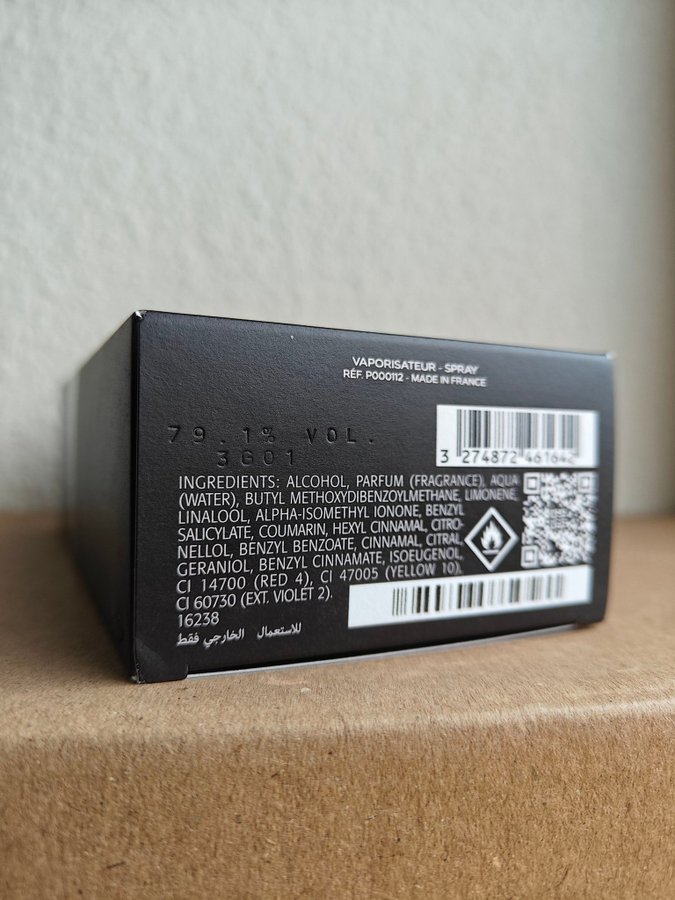 VAPORISATEUR - SPRAY
RÉF. P000112 - MADE IN FRANCE
79.1% VOL.
3G01
3 274872 461642
INGREDIENTS: ALCOHOL, PARFUM (FRAGRANCE), AQUA
(WATER), BUTYL METHOXYDIBENZOYLMETHANE, LIMONENE,
LINALOOL, ALPHA-ISOMETHYL IONONE, BENZYL
SALICYLATE, COUMARIN, HEXYL CINNAMAL, CITRO-
NELLOL, BENZYL BENZOATE, CINNAMAL, CITRAL,
GERANIOL, BENZYL CINNAMATE, ISOEUGENOL,
CI 14700 (RED 4), CI 47005 (YELLOW 10),
CI 60730 (EXT. VIOLET 2).
16238
للاستعمال الخارجي فقط